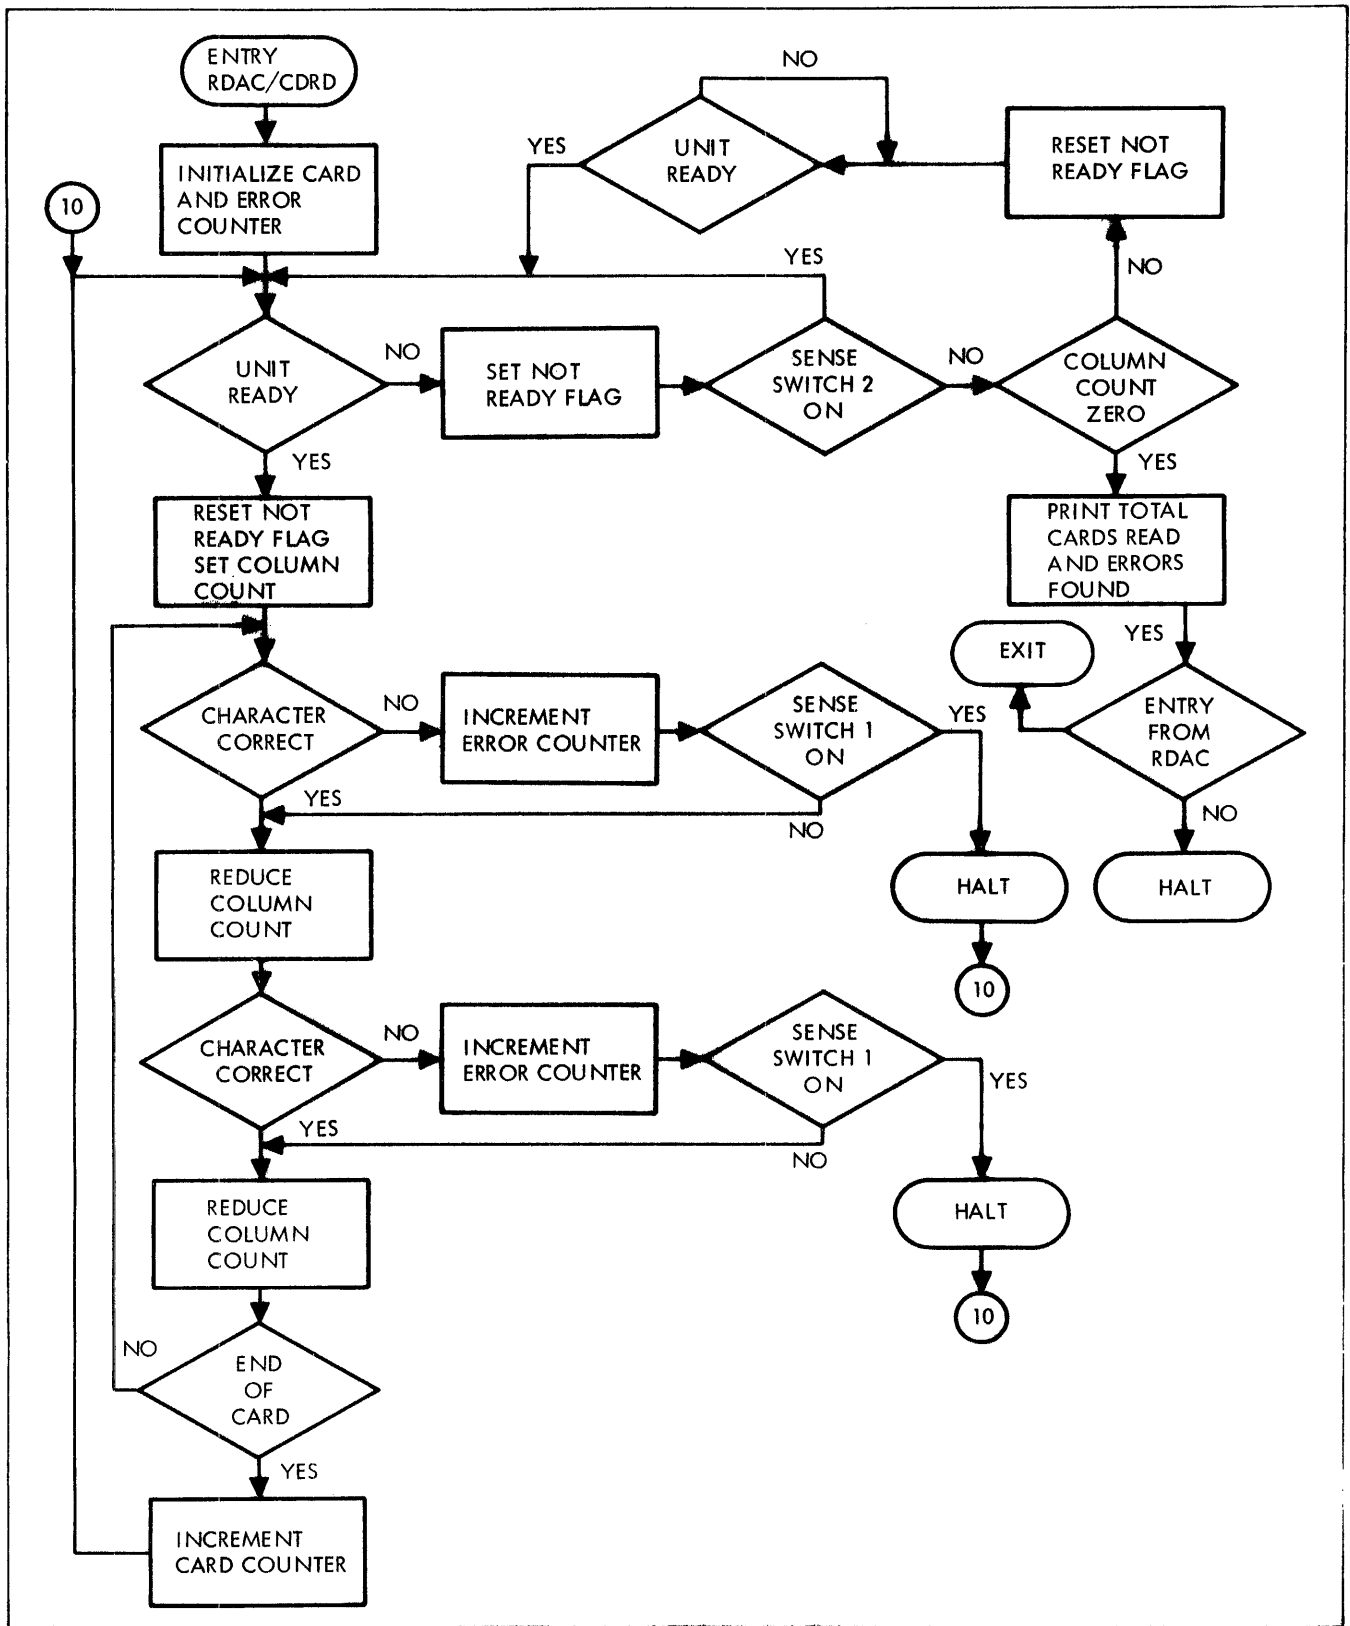 ENTRY
RDAC/CDRD
NO
INITIALIZE CARD
AND ERROR
COUNTER
10
YES
UNIT
READY
RESET NOT
READY FLAG
YES
NO
UNIT
READY
NO
SET NOT
READY FLAG
SENSE
SWITCH 2
ON
NO
COLUMN
COUNT
ZERO
YES
YES
RESET NOT
READY FLAG
SET COLUMN
COUNT
PRINT TOTAL
CARDS READ
AND ERRORS
FOUND
YES
EXIT
CHARACTER
CORRECT
NO
INCREMENT
ERROR COUNTER
SENSE
SWITCH 1
ON
YES
ENTRY
FROM
RDAC
YES
NO
NO
REDUCE
COLUMN
COUNT
HALT
HALT
10
CHARACTER
CORRECT
NO
INCREMENT
ERROR COUNTER
SENSE
SWITCH 1
ON
YES
YES
NO
REDUCE
COLUMN
COUNT
HALT
10
NO
END
OF
CARD
YES
INCREMENT
CARD COUNTER